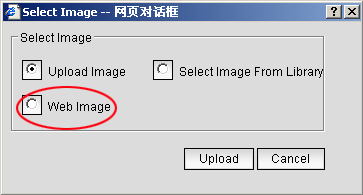 Select Image -- 网页对话框
Select Image
Upload Image
Select Image From Library
Web Image
Upload
Cancel